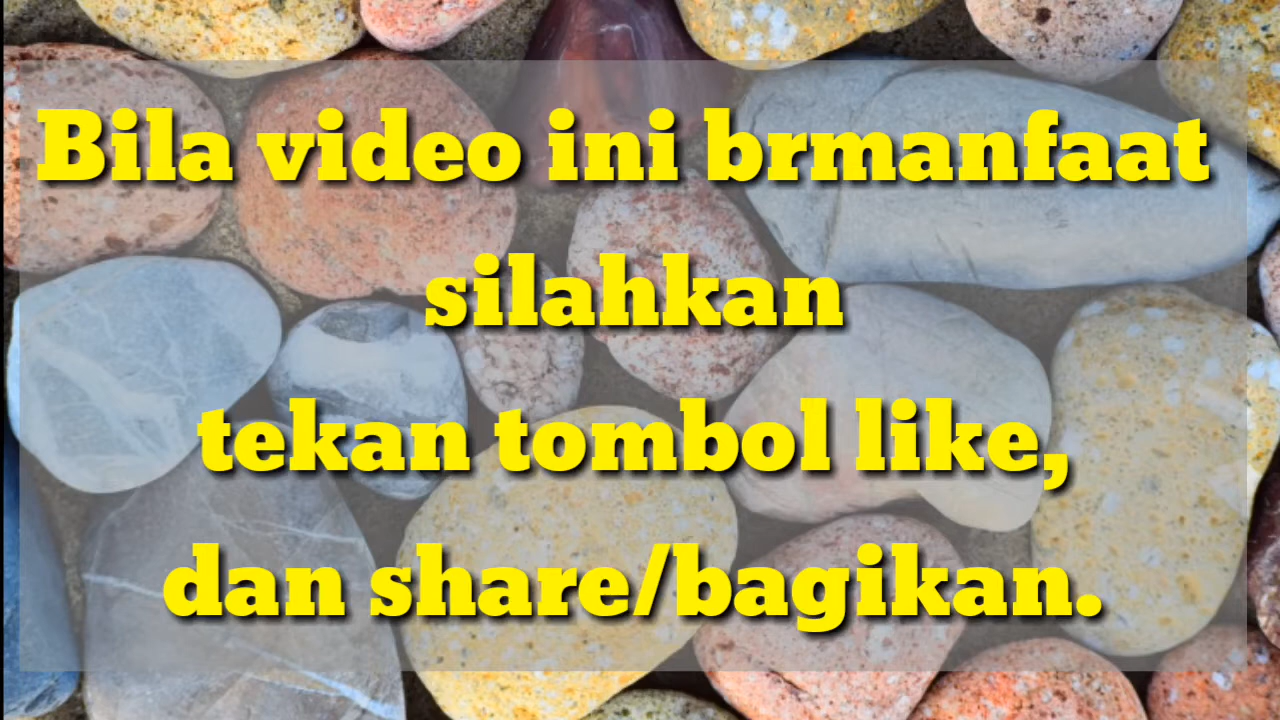 Bila video ini brmanfaat
silahkan
tekan tombol like,
dan share/bagikan.